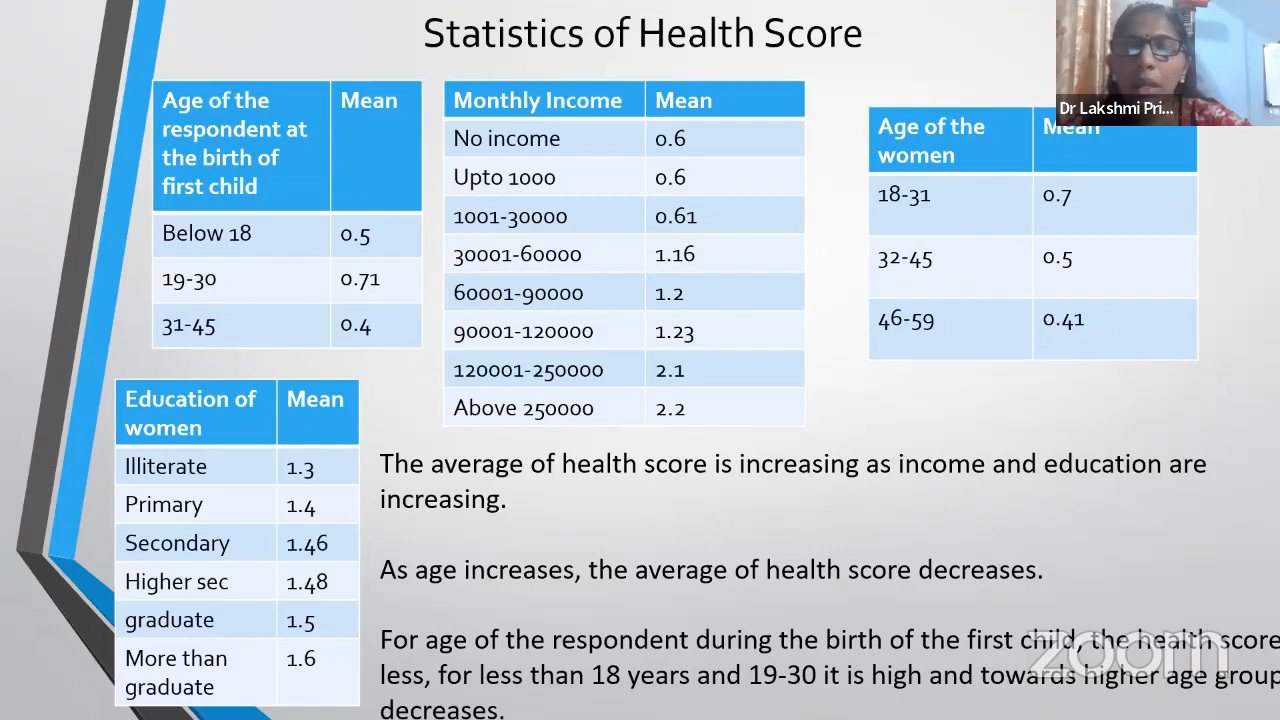 Statistics of Health Score
Dr Lakshmi Pri...
Age of the
respondent at
the birth of
first child
Mean
Below 18 0.5
19-30 0.71
31-45 0.4
Monthly Income Mean
No income 0.6
Upto 1000 0.6
1001-30000 0.61
30001-60000 1.16
60001-90000 1.2
90001-120000 1.23
120001-250000 2.1
Above 250000 2.2
Age of the
women
Mean
18-31 0.7
32-45 0.5
46-59 0.41
Education of
women
Mean
Illiterate 1.3
Primary 1.4
Secondary 1.46
Higher sec 1.48
graduate 1.5
More than
graduate
1.6
The average of health score is increasing as income and education are
increasing.
As age increases, the average of health score decreases.
For age of the respondent during the birth of the first child, the health score
less, for less than 18 years and 19-30 it is high and towards higher age group
decreases.
zoom